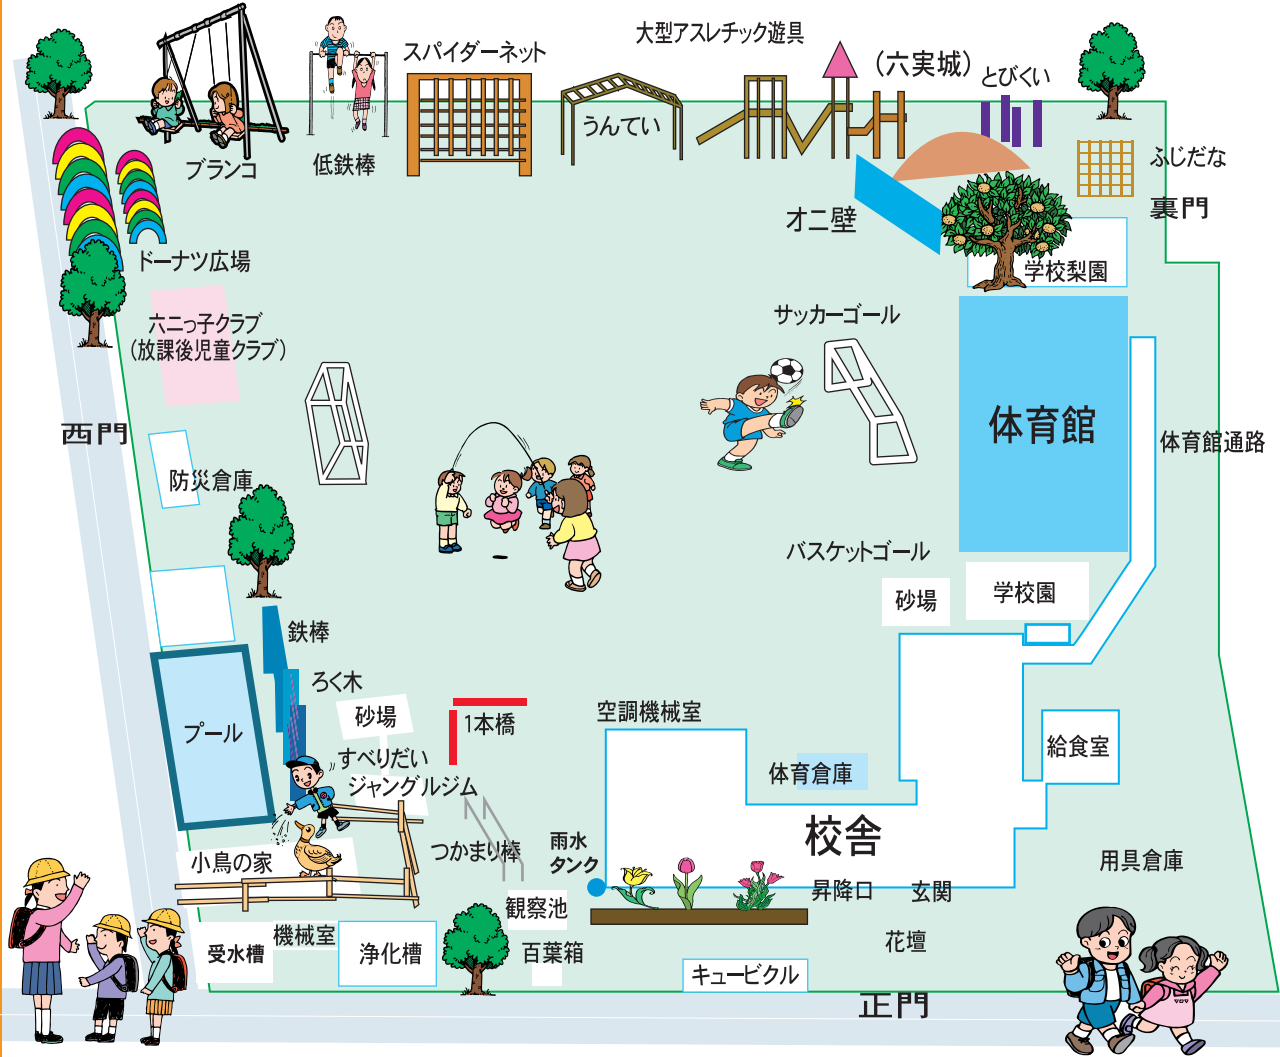 スパイダーネット
大型アスレチック遊具
(六実城)
とびくい
ブランコ
低鉄棒
うんてい
ふじだな
裏門
オニ壁
ドーナツ広場
学校梨園
六二っ子クラブ
(放課後児童クラブ)
サッカーゴール
西門
体育館
体育館通路
防災倉庫
バスケットゴール
砂場
学校園
鉄棒
ろく木
砂場
1本橋
空調機械室
プール
すべりだい
ジャングルジム
体育倉庫
給食室
校舎
つかまり棒
雨水
タンク
小鳥の家
用具倉庫
昇降口
玄関
観察池
機械室
受水槽
浄化槽
百葉箱
花壇
キュービクル
正門